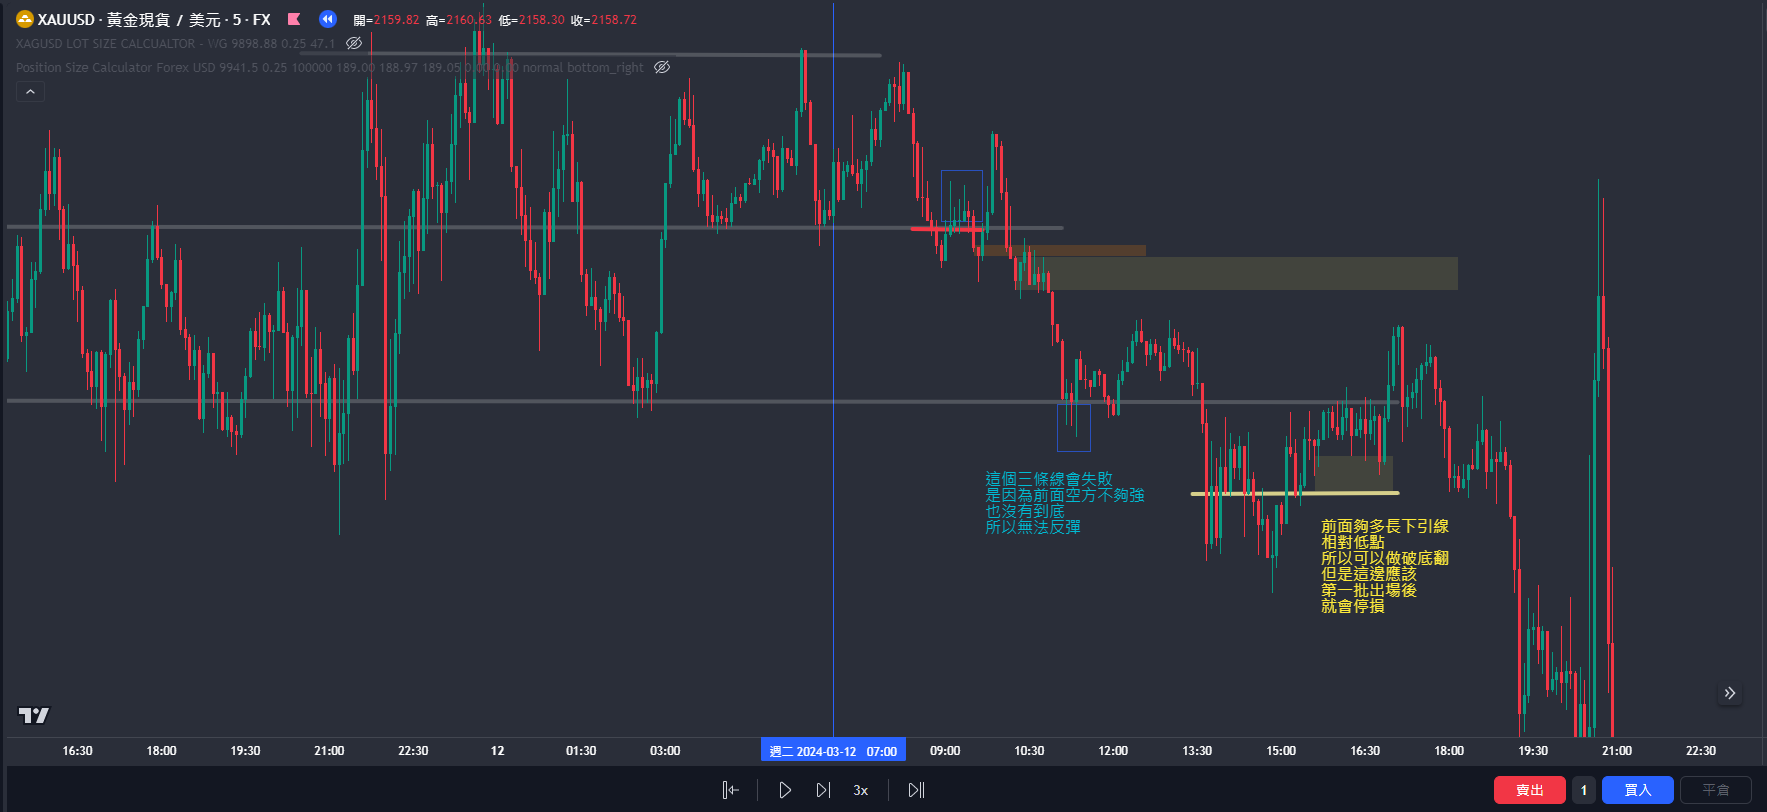 XAUUSD · 黃金現貨 / 美元 · 5 · FX 開=2159.82 高=2160.63 低=2158.30 收=2158.72
XAGUSD LOT SIZE CALCUALTOR - WG 9898.88 0.25 47.1
Position Size Calculator Forex USD 9941.5 0.25 100000 189.00 188.97 189.05 0.00 0.00 normal bottom_right
這個三條線會失敗
是因為前面空方不夠強
也沒有到底
所以無法反彈
前面夠多長下引線
相對低點
所以可以做破底翻
但是這邊應該
第一批出場後
就會停損
16:30 18:00 19:30 21:00 22:30 12 01:30 03:00 週二 2024-03-12 07:00 09:00 10:30 12:00 13:30 15:00 16:30 18:00 19:30 21:00 22:30
3x 賣出 1 買入 平倉